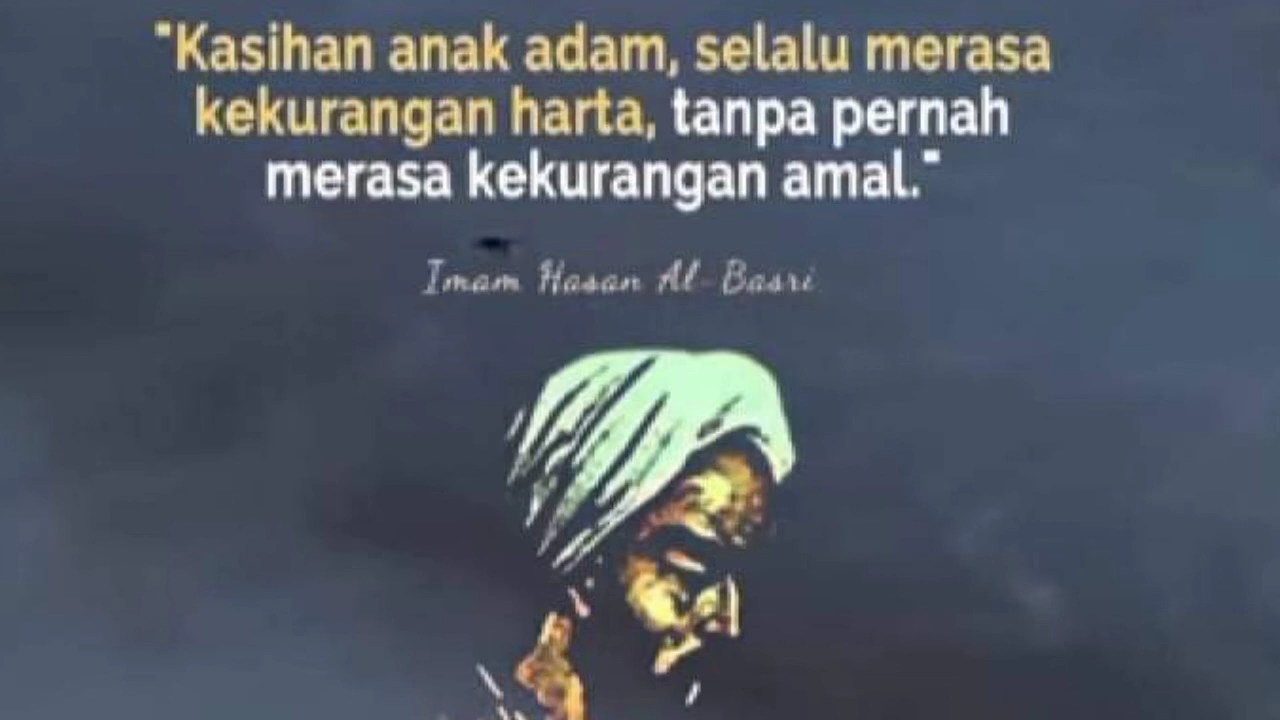 "Kasihan anak adam, selalu merasa
kekurangan harta, tanpa pernah
merasa kekurangan amal."
Imam Hasan Al-Basri